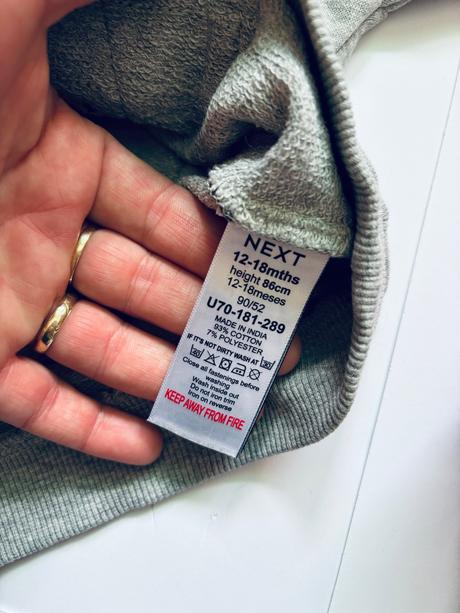 NEXT
12-18mths
height 86cm
12-18meses
90/52
U70-181-289
MADE IN INDIA
93% COTTON
7% POLYESTER
IF IT'S NOT DIRTY WASH AT
Close all fastenings before
washing
Wash inside out
Do not iron trim
Iron on reverse
KEEP AWAY FROM FIRE